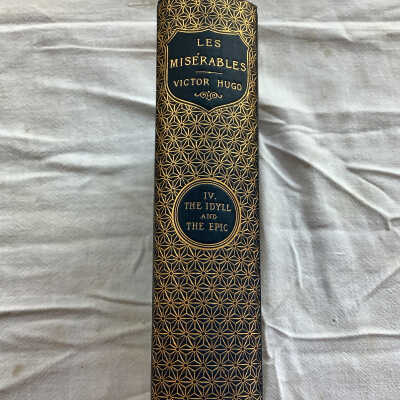 LES
MISÉRABLES
VICTOR HUGO
IV.
THE IDYLL
AND
THE EPIC